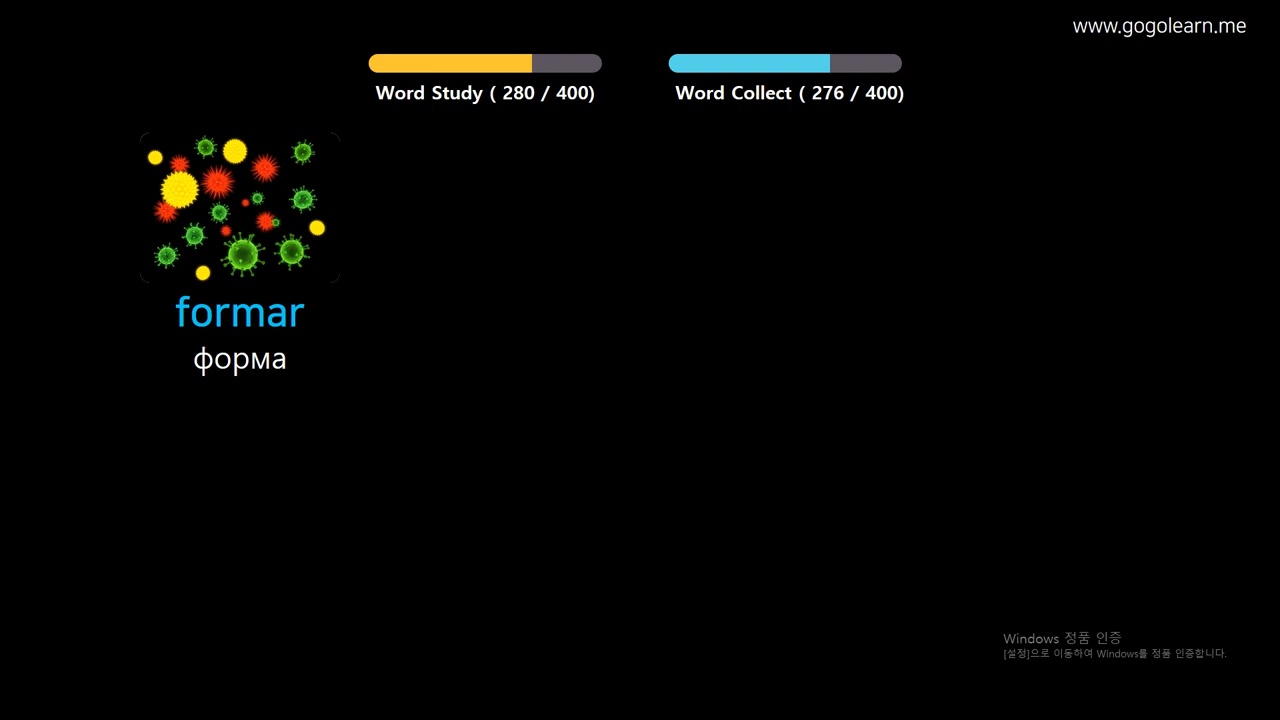 www.gogolearn.me
Word Study ( 280 / 400)
Word Collect ( 276 / 400)
formar
форма
Windows 정품 인증
[설정]으로 이동하여 Windows를 정품 인증합니다.